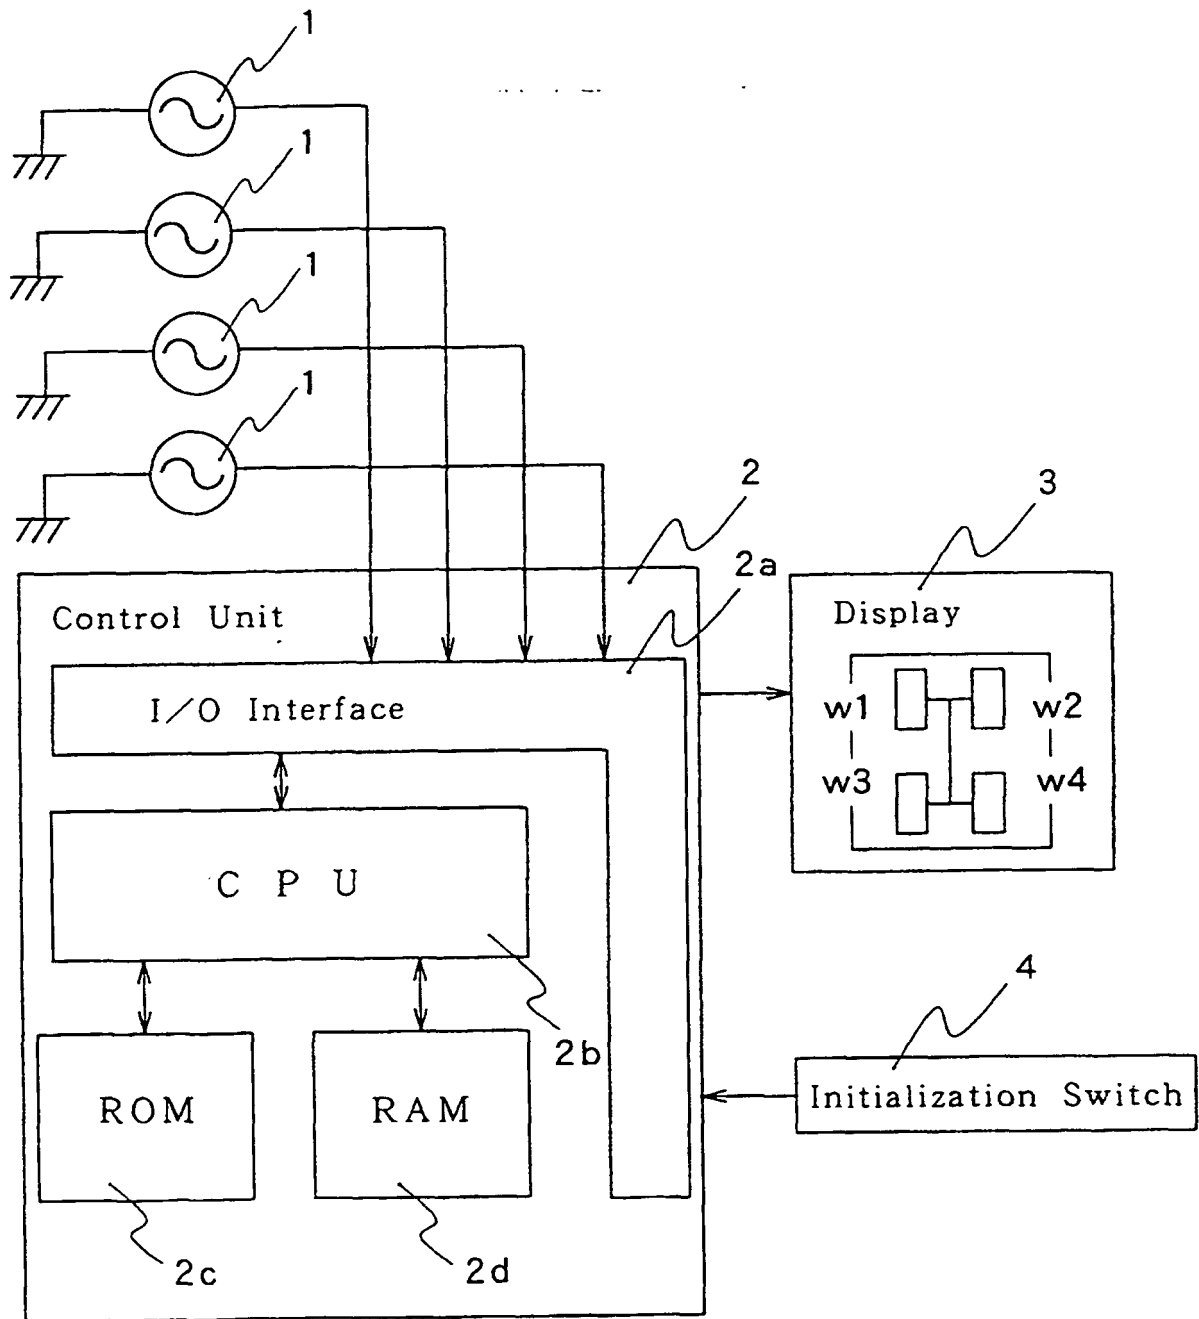 1
1
1
1
2
3
2a
Control Unit
Display
I/O Interface
w1
w2
w3
w4
C P U
4
2b
ROM
RAM
Initialization Switch
2c
2d